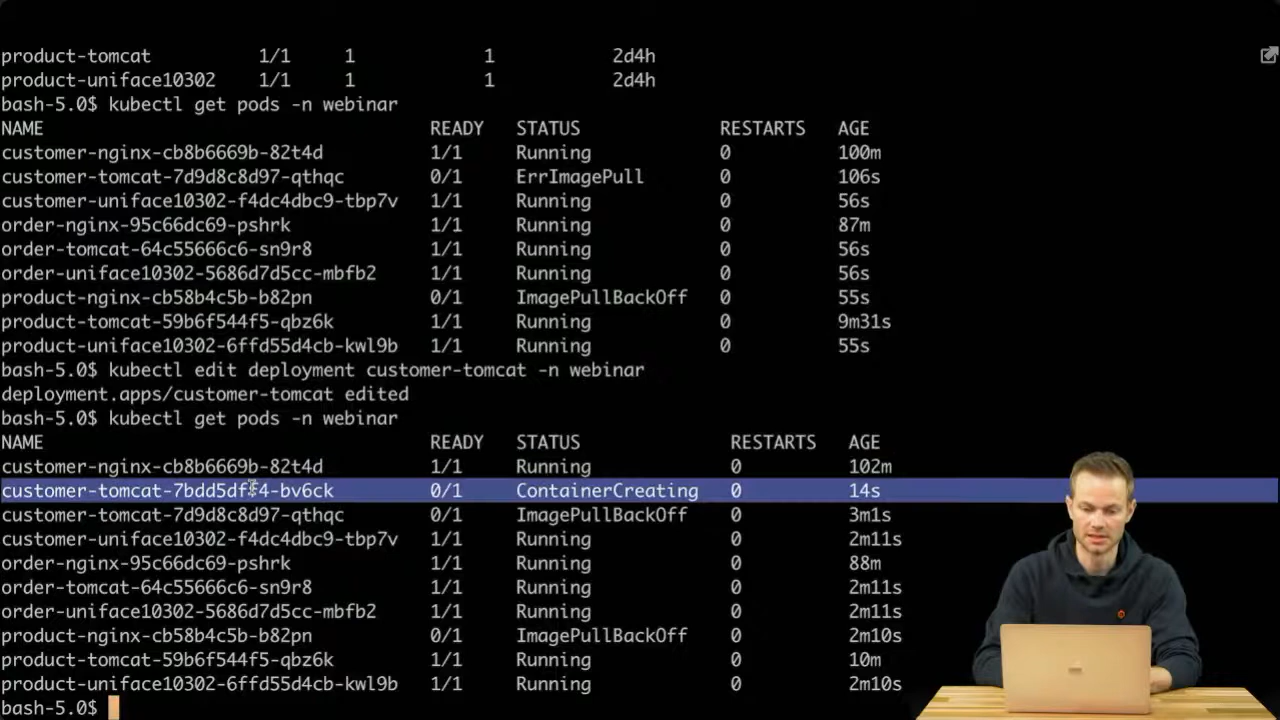 product-tomcat 1/1 1 1 2d4h
product-uniface10302 1/1 1 1 2d4h
bash-5.0$ kubectl get pods -n webinar
NAME READY STATUS RESTARTS AGE
customer-nginx-cb8b6669b-82t4d 1/1 Running 0 100m
customer-tomcat-7d9d8c8d97-qthqc 0/1 ErrImagePull 0 106s
customer-uniface10302-f4dc4dbc9-tbp7v 1/1 Running 0 56s
order-nginx-95c66dc69-pshrk 1/1 Running 0 87m
order-tomcat-64c55666c6-sn9r8 1/1 Running 0 56s
order-uniface10302-5686d7d5cc-mbfb2 1/1 Running 0 56s
product-nginx-cb58b4c5b-b82pn 0/1 ImagePullBackOff 0 55s
product-tomcat-59b6f544f5-qbz6k 1/1 Running 0 9m31s
product-uniface10302-6ffd55d4cb-kwl9b 1/1 Running 0 55s
bash-5.0$ kubectl edit deployment customer-tomcat -n webinar
deployment.apps/customer-tomcat edited
bash-5.0$ kubectl get pods -n webinar
NAME READY STATUS RESTARTS AGE
customer-nginx-cb8b6669b-82t4d 1/1 Running 0 102m
customer-tomcat-7bdd5dfff4-bv6ck 0/1 ContainerCreating 0 14s
customer-tomcat-7d9d8c8d97-qthqc 0/1 ImagePullBackOff 0 3m1s
customer-uniface10302-f4dc4dbc9-tbp7v 1/1 Running 0 2m11s
order-nginx-95c66dc69-pshrk 1/1 Running 0 88m
order-tomcat-64c55666c6-sn9r8 1/1 Running 0 2m11s
order-uniface10302-5686d7d5cc-mbfb2 1/1 Running 0 2m11s
product-nginx-cb58b4c5b-b82pn 0/1 ImagePullBackOff 0 2m10s
product-tomcat-59b6f544f5-qbz6k 1/1 Running 0 10m
product-uniface10302-6ffd55d4cb-kwl9b 1/1 Running 0 2m10s
bash-5.0$